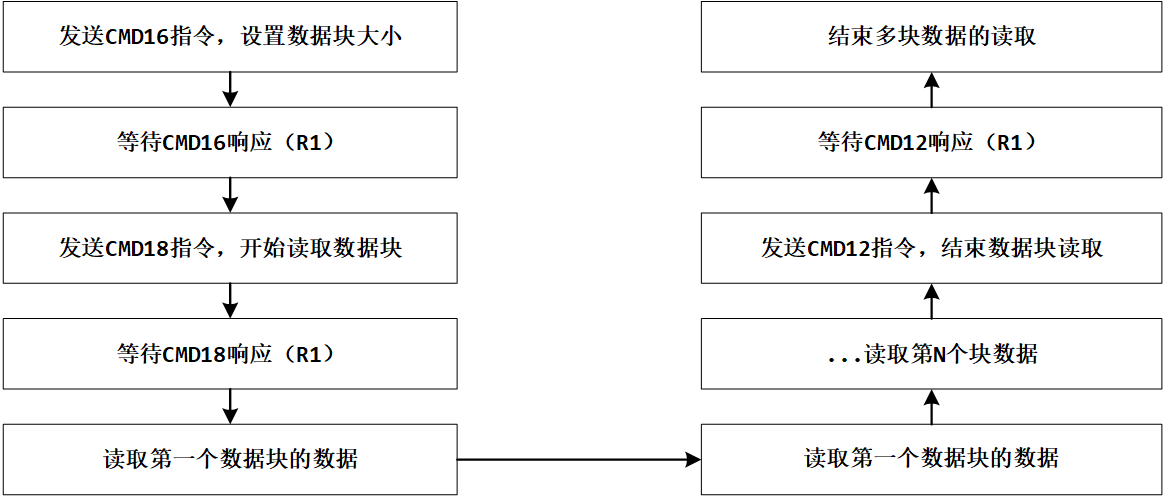 发送CMD16指令，设置数据块大小
等待CMD16响应（R1）
发送CMD18指令，开始读取数据块
等待CMD18响应（R1）
读取第一个数据块的数据
读取第一个数据块的数据
...读取第N个块数据
发送CMD12指令，结束数据块读取
等待CMD12响应（R1）
结束多块数据的读取